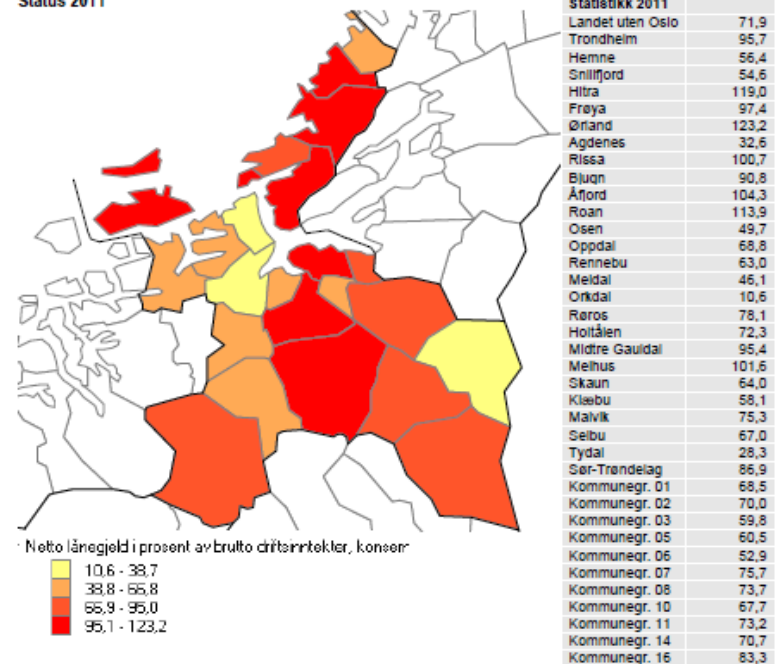 Status 2011
Netto lånegjeld i prosent av brutto driftsinntekter, konsern
10,6 - 38,7
38,8 - 66,8
66,9 - 95,0
95,1 - 123,2
Statistikk 2011
Landet uten Oslo 71,9
Trondheim 95,7
Hemne 56,4
Snillfjord 54,6
Hitra 119,0
Frøya 97,4
Ørland 123,2
Agdenes 32,6
Rissa 100,7
Bjugn 90,8
Åfjord 104,3
Roan 113,9
Osen 49,7
Oppdal 68,8
Rennebu 63,0
Meldal 46,1
Orkdal 10,6
Røros 78,1
Holtålen 72,3
Midtre Gauldal 95,4
Melhus 101,6
Skaun 64,0
Klæbu 58,1
Malvik 75,3
Selbu 67,0
Tydal 28,3
Sør-Trøndelag 86,9
Kommunegr. 01 68,5
Kommunegr. 02 70,0
Kommunegr. 03 59,8
Kommunegr. 05 60,5
Kommunegr. 06 52,9
Kommunegr. 07 75,7
Kommunegr. 08 73,7
Kommunegr. 10 67,7
Kommunegr. 11 73,2
Kommunegr. 14 70,7
Kommunegr. 16 83,3